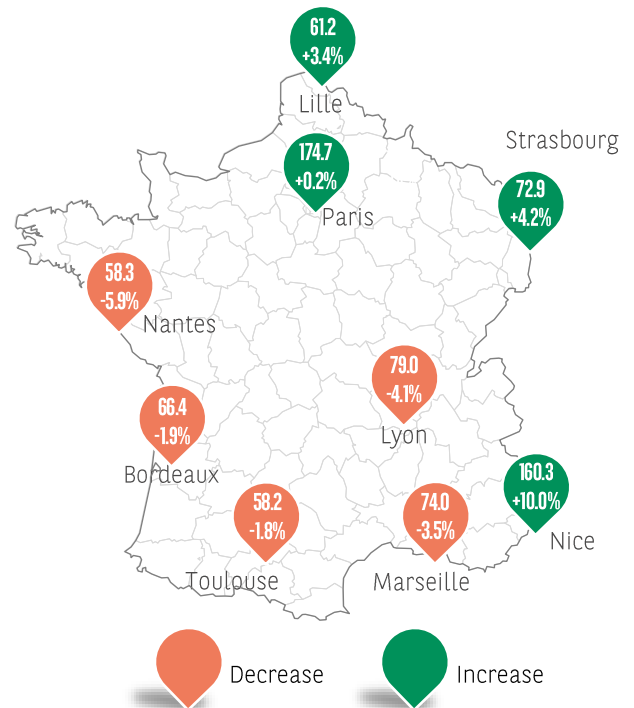 61.2
+3.4%
Lille
174.7
+0.2%
Paris
Strasbourg
72.9
+4.2%
58.3
-5.9%
Nantes
79.0
-4.1%
Lyon
66.4
-1.9%
Bordeaux
160.3
+10.0%
Nice
58.2
-1.8%
Toulouse
74.0
-3.5%
Marseille
Decrease
Increase